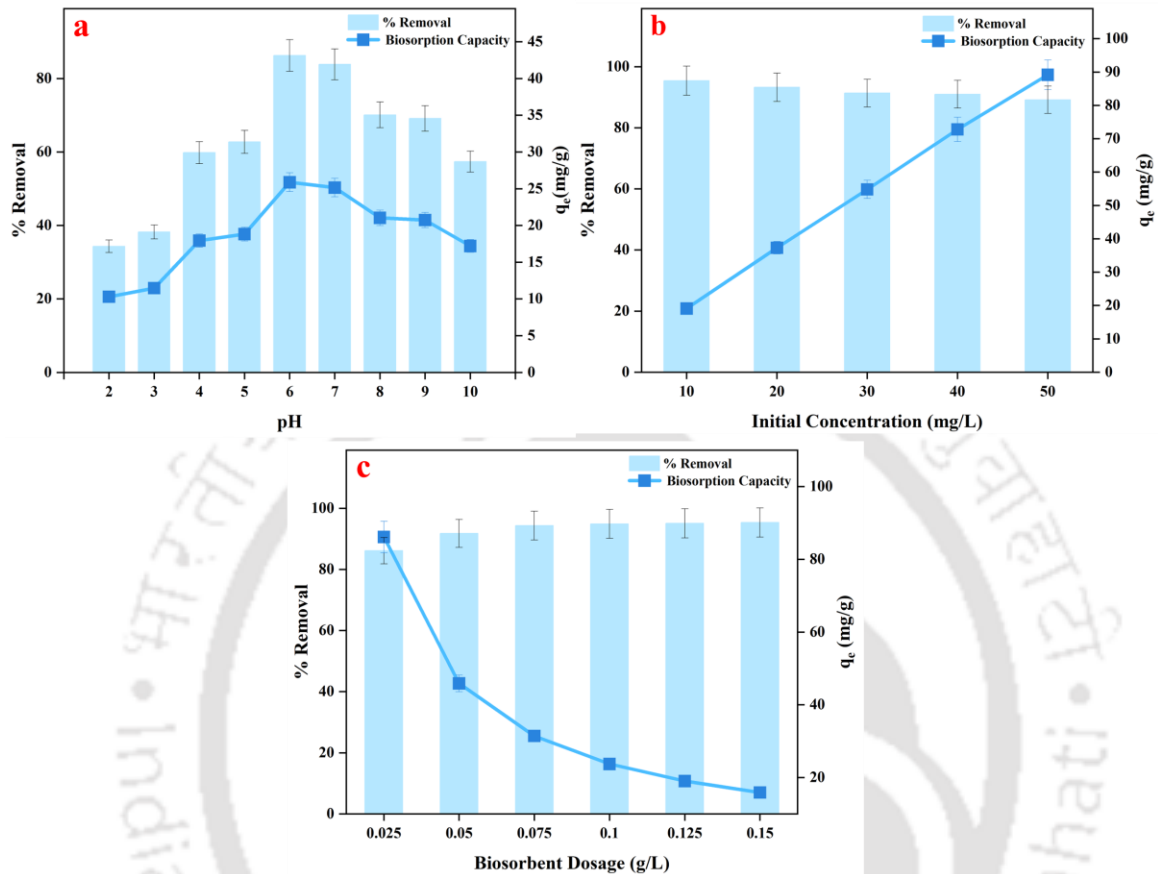 a
% Removal
Biosorption Capacity
% Removal
80
60
40
20
0
45
40
35
30
25
20
15
10
5
0
qe(mg/g)
2 3 4 5 6 7 8 9 10
pH
b
% Removal
Biosorption Capacity
% Removal
100
80
60
40
20
0
100
90
80
70
60
50
40
30
20
10
0
qe (mg/g)
10 20 30 40 50
Initial Concentration (mg/L)
c
% Removal
Biosorption Capacity
% Removal
100
80
60
40
20
0
100
80
60
40
20
qe (mg/g)
0.025 0.05 0.075 0.1 0.125 0.15
Biosorbent Dosage (g/L)